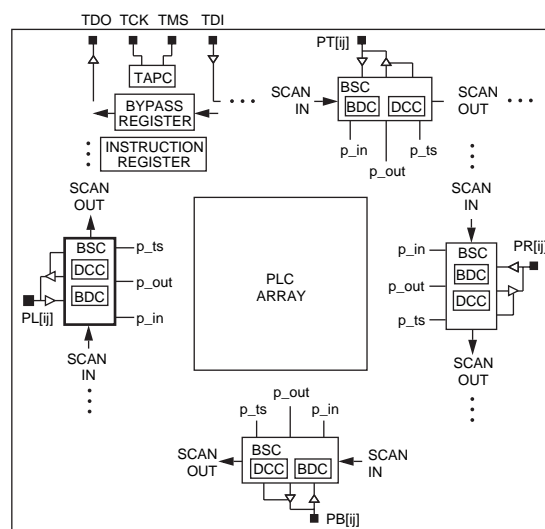 TDO TCK TMS TDI
PT[ij]
TAPC
SCAN
IN
BSC
BDC DCC
SCAN
OUT
BYPASS
REGISTER
INSTRUCTION
REGISTER
p_in
p_out
p_ts
SCAN
OUT
SCAN
IN
BSC
DCC
BDC
p_ts
p_out
p_in
PL[ij]
SCAN
IN
PLC
ARRAY
p_in
p_out
p_ts
BSC
BDC
DCC
PR[ij]
SCAN
OUT
p_out
p_ts
p_in
SCAN
OUT
BSC
DCC BDC
SCAN
IN
PB[ij]